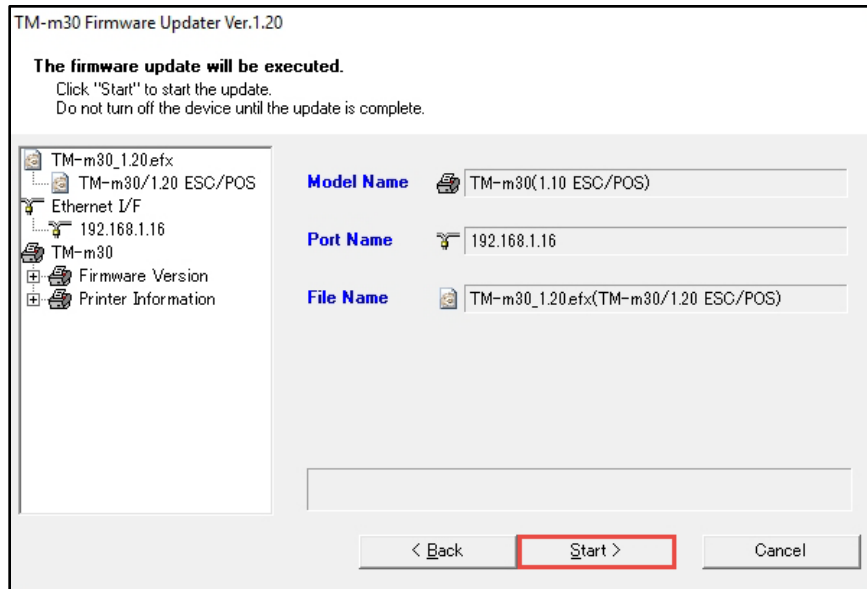 TM-m30 Firmware Updater Ver.1.20
The firmware update will be executed.
Click "Start" to start the update.
Do not turn off the device until the update is complete.
TM-m30_1.20.efx
TM-m30/1.20 ESC/POS
Ethernet I/F
192.168.1.16
TM-m30
Firmware Version
Printer Information
Model Name
TM-m30(1.10 ESC/POS)
Port Name
192.168.1.16
File Name
TM-m30_1.20.efx(TM-m30/1.20 ESC/POS)
< Back
Start >
Cancel